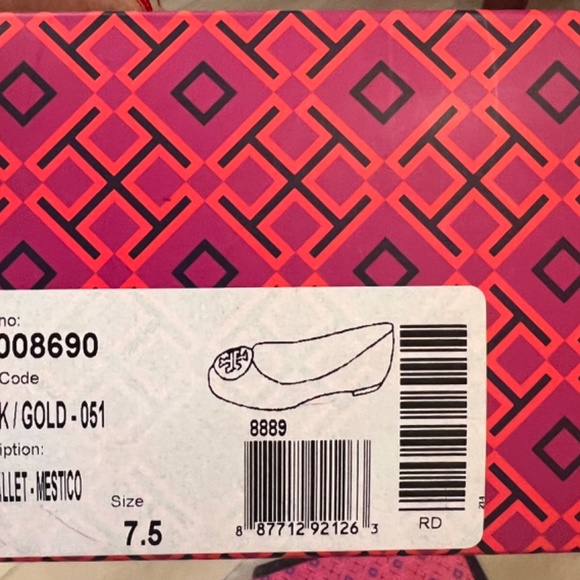 no:
008690
Code
K / GOLD - 051
iption:
LLET - MESTICO
Size
7.5
8889
8 87712 92126 3
RD